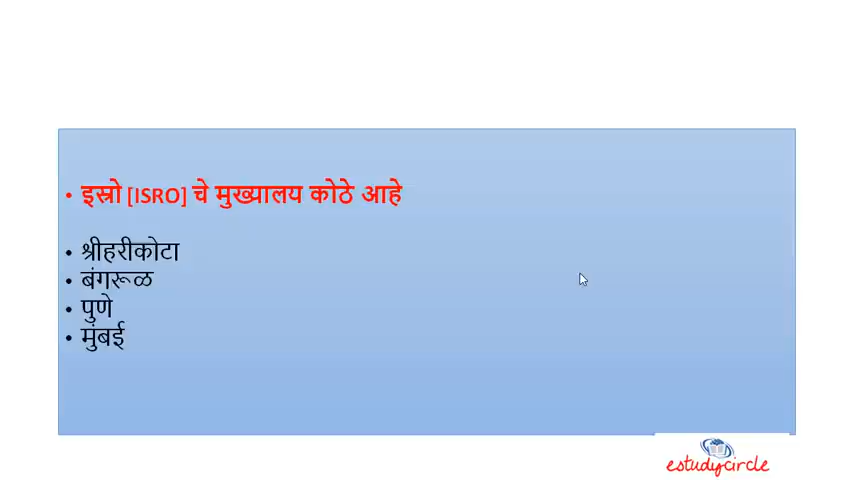 • इस्रो [ISRO] चे मुख्यालय कोठे आहे
• श्रीहरीकोटा
• बंगरूळ
• पुणे
• मुंबई
estudycircle